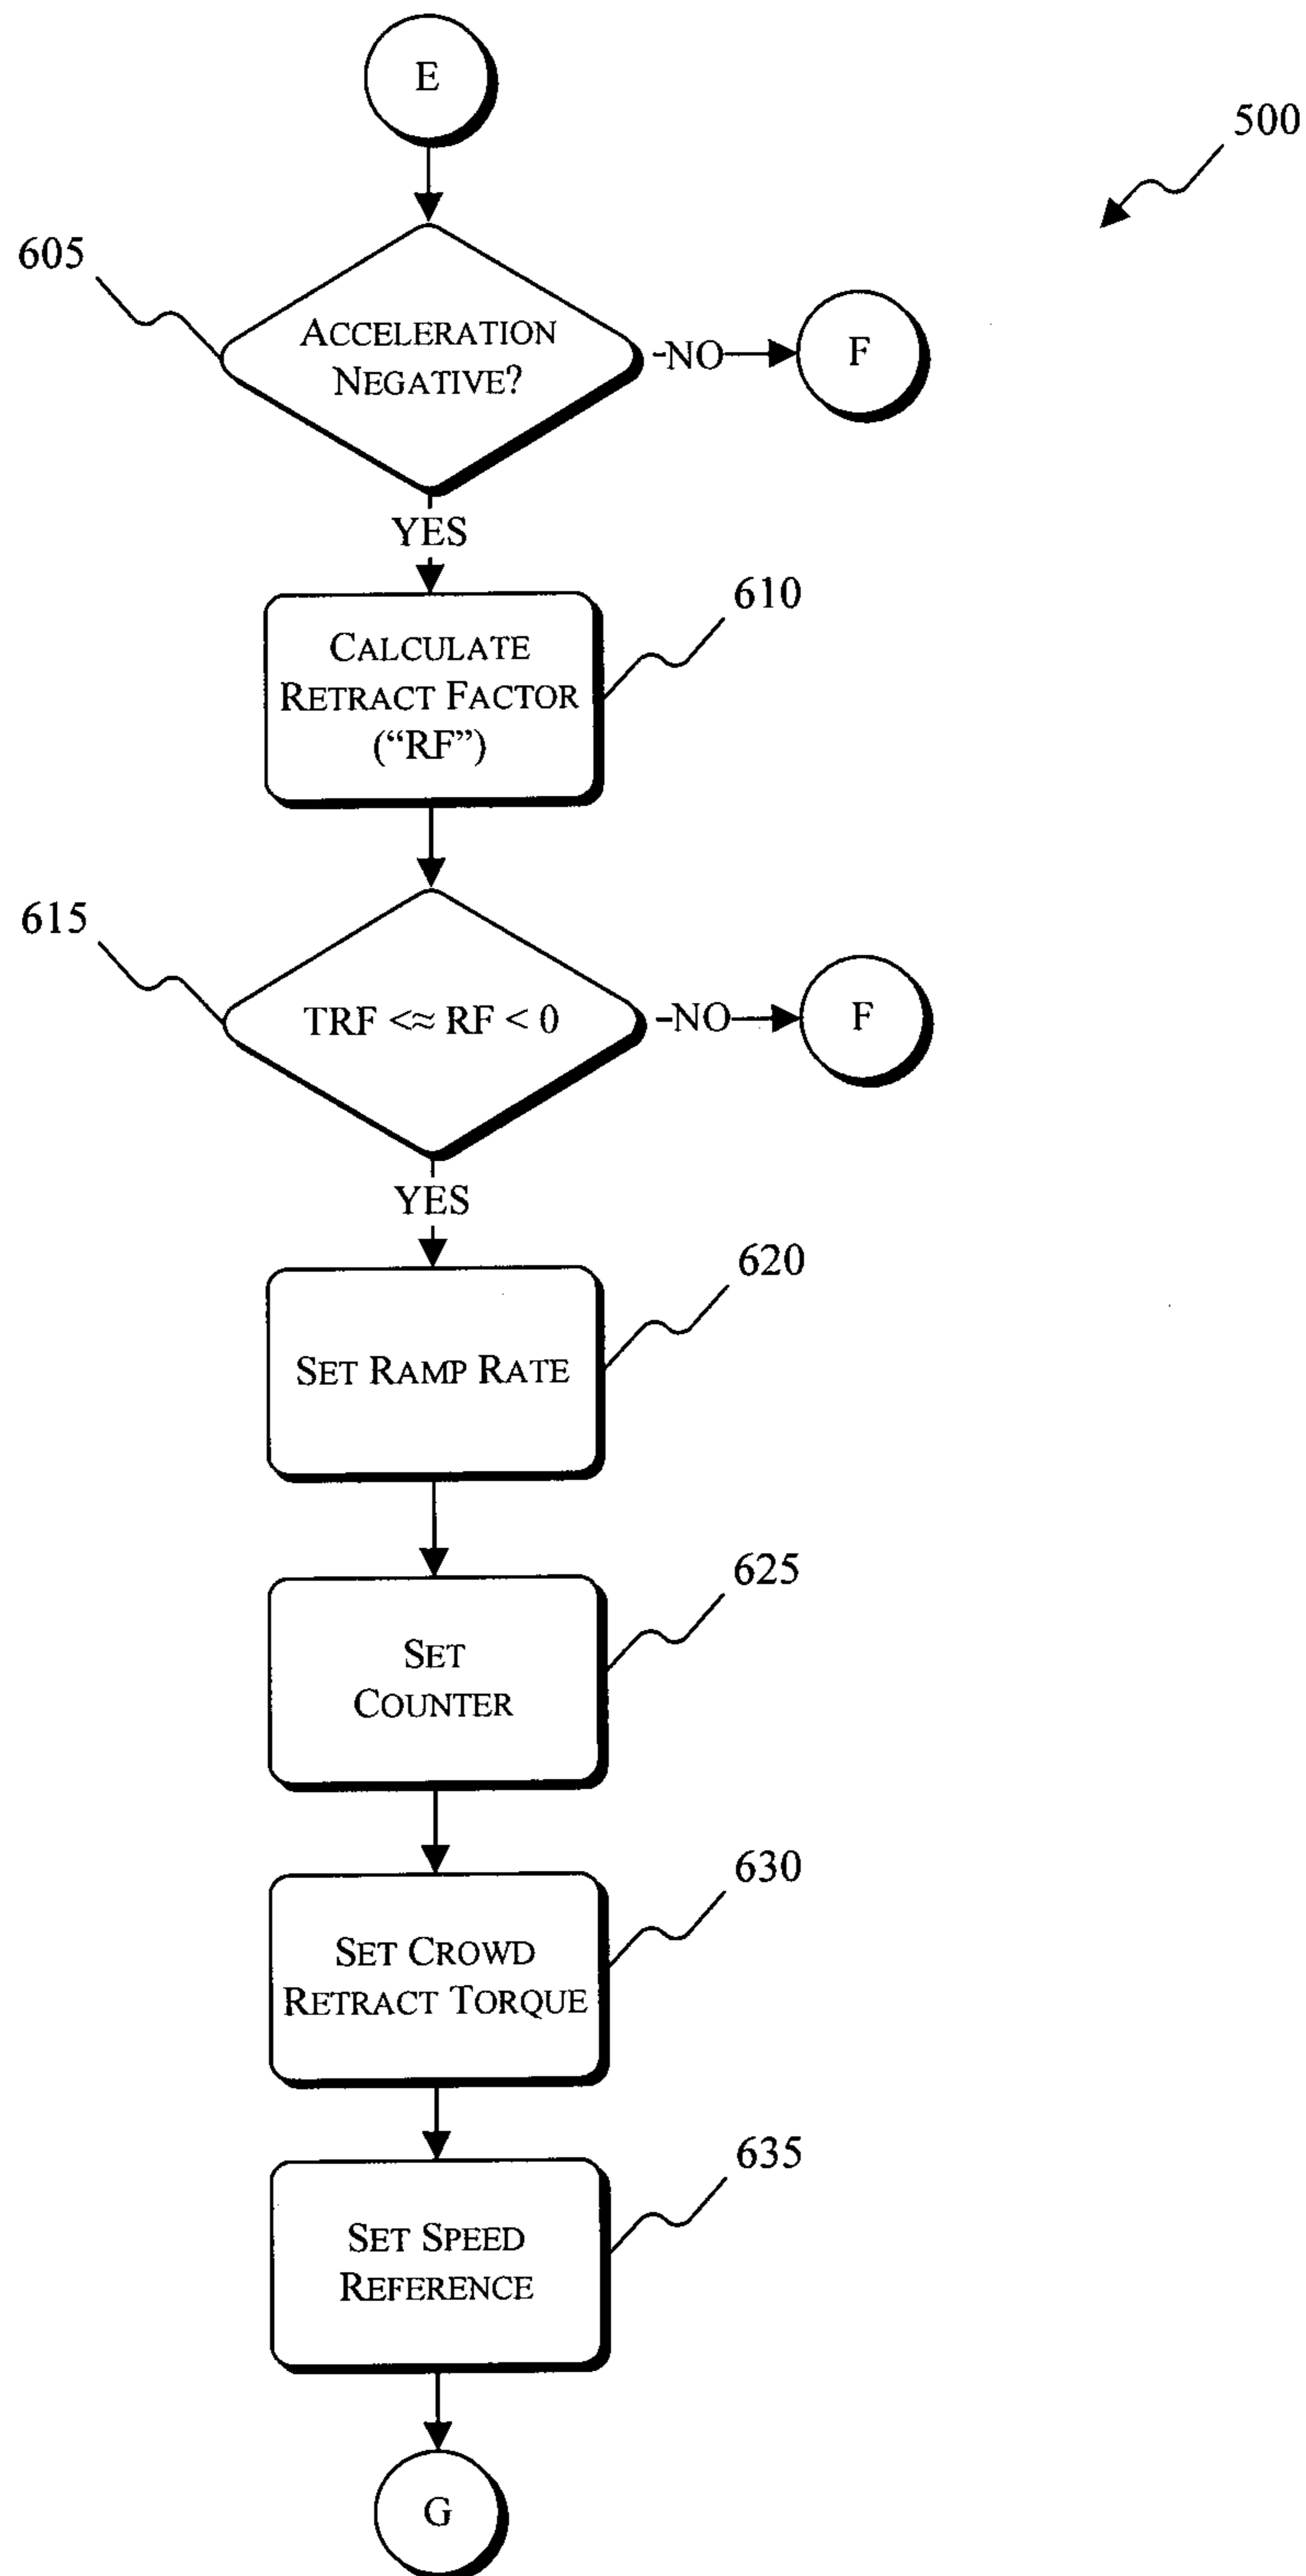 E
500
605
ACCELERATION
NEGATIVE?
-NO
F
YES
610
CALCULATE
RETRACT FACTOR
(“RF”)
615
TRF <≈ RF < 0
-NO
F
YES
620
SET RAMP RATE
625
SET
COUNTER
630
SET CROWD
RETRACT TORQUE
635
SET SPEED
REFERENCE
G